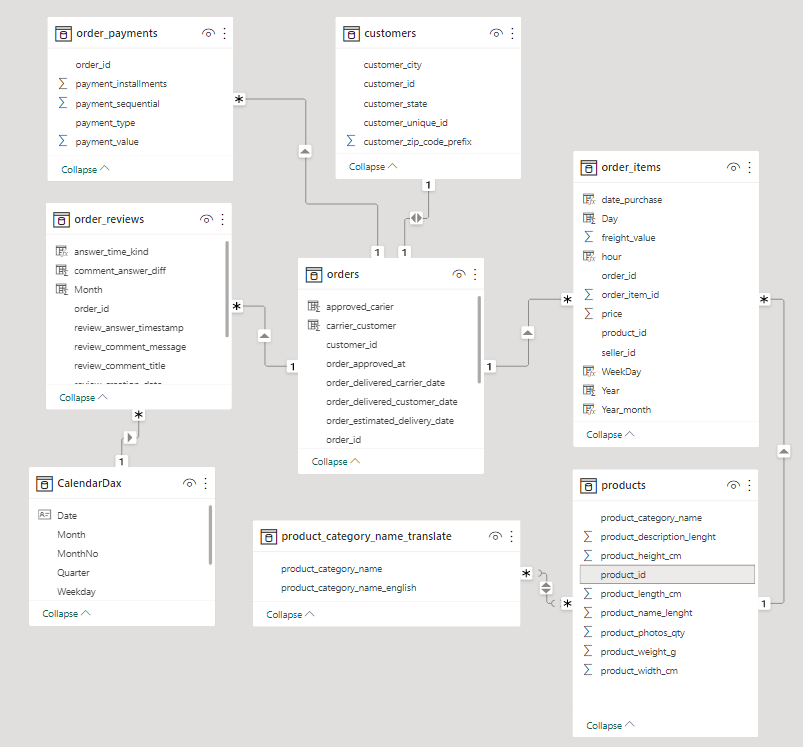 order_payments
order_id
payment_installments
payment_sequential
payment_type
payment_value
Collapse
customers
customer_city
customer_id
customer_state
customer_unique_id
customer_zip_code_prefix
Collapse
order_reviews
answer_time_kind
comment_answer_diff
Month
order_id
review_answer_timestamp
review_comment_message
review_comment_title
review_creation_date
Collapse
orders
approved_carier
carrier_customer
customer_id
order_approved_at
order_delivered_carrier_date
order_delivered_customer_date
order_estimated_delivery_date
order_id
Collapse
order_items
date_purchase
Day
freight_value
hour
order_id
order_item_id
price
product_id
seller_id
WeekDay
Year
Year_month
Collapse
CalendarDax
Date
Month
MonthNo
Quarter
Weekday
Collapse
product_category_name_translate
product_category_name
product_category_name_english
Collapse
products
product_category_name
product_description_lenght
product_height_cm
product_id
product_length_cm
product_name_lenght
product_photos_qty
product_weight_g
product_width_cm
Collapse
*
1
1
1
*
1
1
*
*
1
*
1
*
*